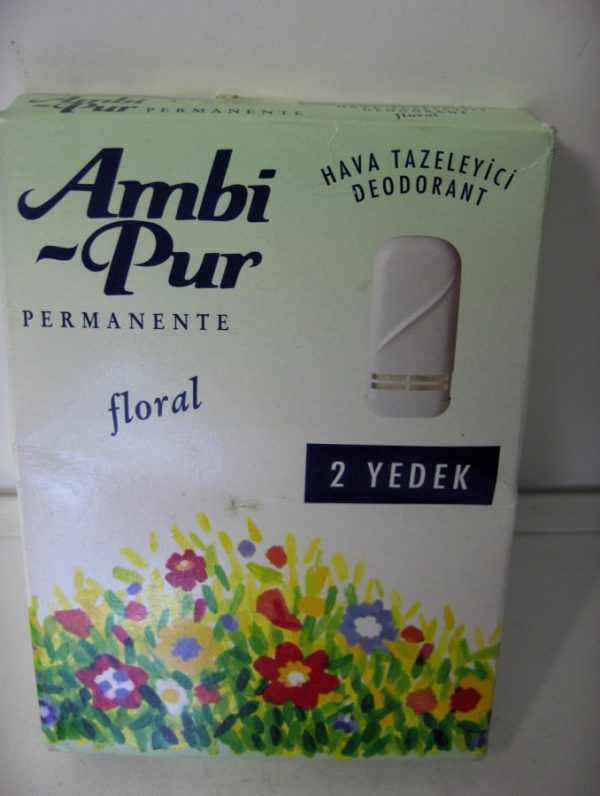 Ambi
-Pur PERMANENTE
floral
Ambi
-Pur
PERMANENTE
HAVA TAZELEYİCİ
DEODORANT
floral
2 YEDEK